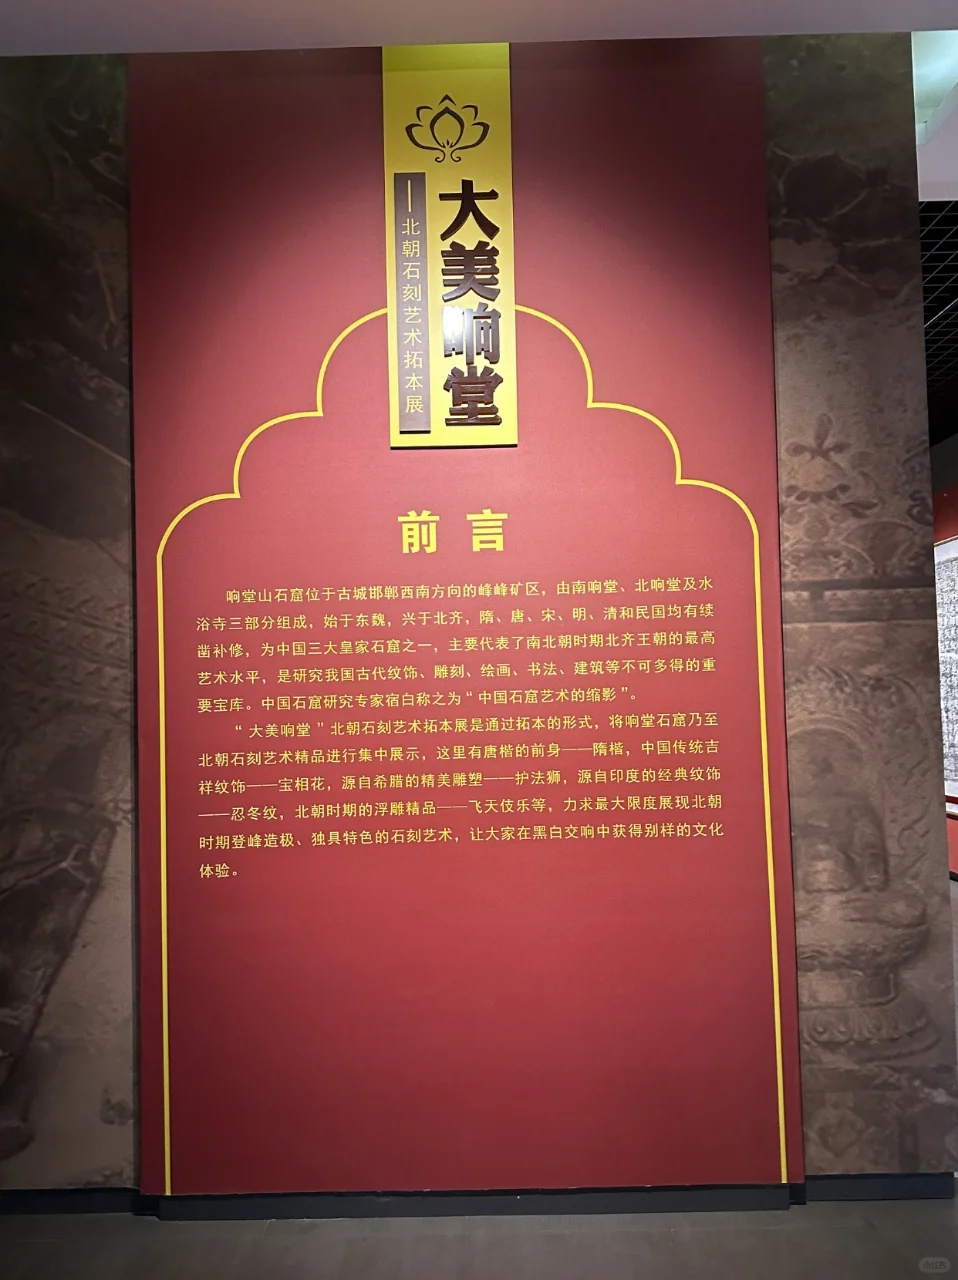 大美响堂
——北朝石刻艺术拓本展
前言
响堂山石窟位于古城邯郸西南方向的峰峰矿区，由南响堂、北响堂及水
浴寺三部分组成，始于东魏，兴于北齐，隋、唐、宋、明、清和民国均有续
凿补修，为中国三大皇家石窟之一，主要代表了南北朝时期北齐王朝的最高
艺术水平，是研究我国古代纹饰、雕刻、绘画、书法、建筑等不可多得的重
要宝库。中国石窟研究专家宿白称之为“中国石窟艺术的缩影”。
“大美响堂”北朝石刻艺术拓本展是通过拓本的形式，将响堂石窟乃至
北朝石刻艺术精品进行集中展示，这里有唐楷的前身——隋楷，中国传统吉
祥纹饰——宝相花，源自希腊的精美雕塑——护法狮，源自印度的经典纹饰
——忍冬纹，北朝时期的浮雕精品——飞天伎乐等，力求最大限度展现北朝
时期登峰造极、独具特色的石刻艺术，让大家在黑白交响中获得别样的文化
体验。
小红书